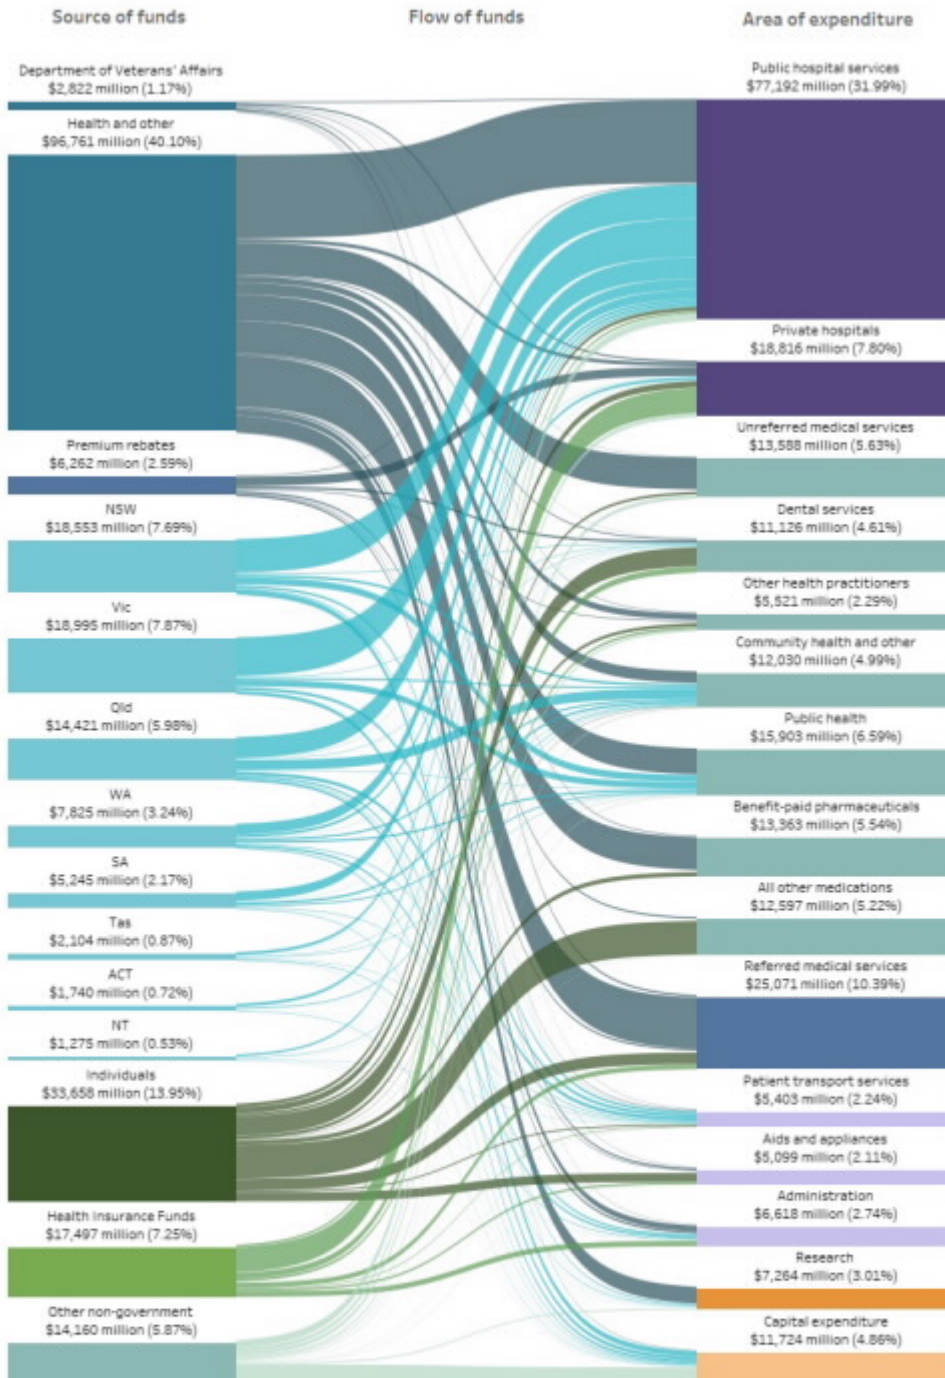 Source of funds
Flow of funds
Area of expenditure
Department of Veterans' Affairs
$2,822 million (1.17%)
Health and other
$96,761 million (40.10%)
Premium rebates
$6,262 million (2.59%)
NSW
$18,553 million (7.69%)
Vic
$18,995 million (7.87%)
Qld
$14,421 million (5.98%)
WA
$7,825 million (3.24%)
SA
$5,245 million (2.17%)
Tas
$2,104 million (0.87%)
ACT
$1,740 million (0.72%)
NT
$1,275 million (0.53%)
Individuals
$33,658 million (13.95%)
Health Insurance Funds
$17,497 million (7.25%)
Other non-government
$14,160 million (5.87%)
Public hospital services
$77,192 million (31.99%)
Private hospitals
$18,816 million (7.80%)
Unreferred medical services
$13,588 million (5.63%)
Dental services
$11,126 million (4.61%)
Other health practitioners
$5,521 million (2.29%)
Community health and other
$12,030 million (4.99%)
Public health
$15,903 million (6.59%)
Benefit-paid pharmaceuticals
$13,363 million (5.54%)
All other medications
$12,597 million (5.22%)
Referred medical services
$25,071 million (10.39%)
Patient transport services
$5,403 million (2.24%)
Aids and appliances
$5,099 million (2.11%)
Administration
$6,618 million (2.74%)
Research
$7,264 million (3.01%)
Capital expenditure
$11,724 million (4.86%)